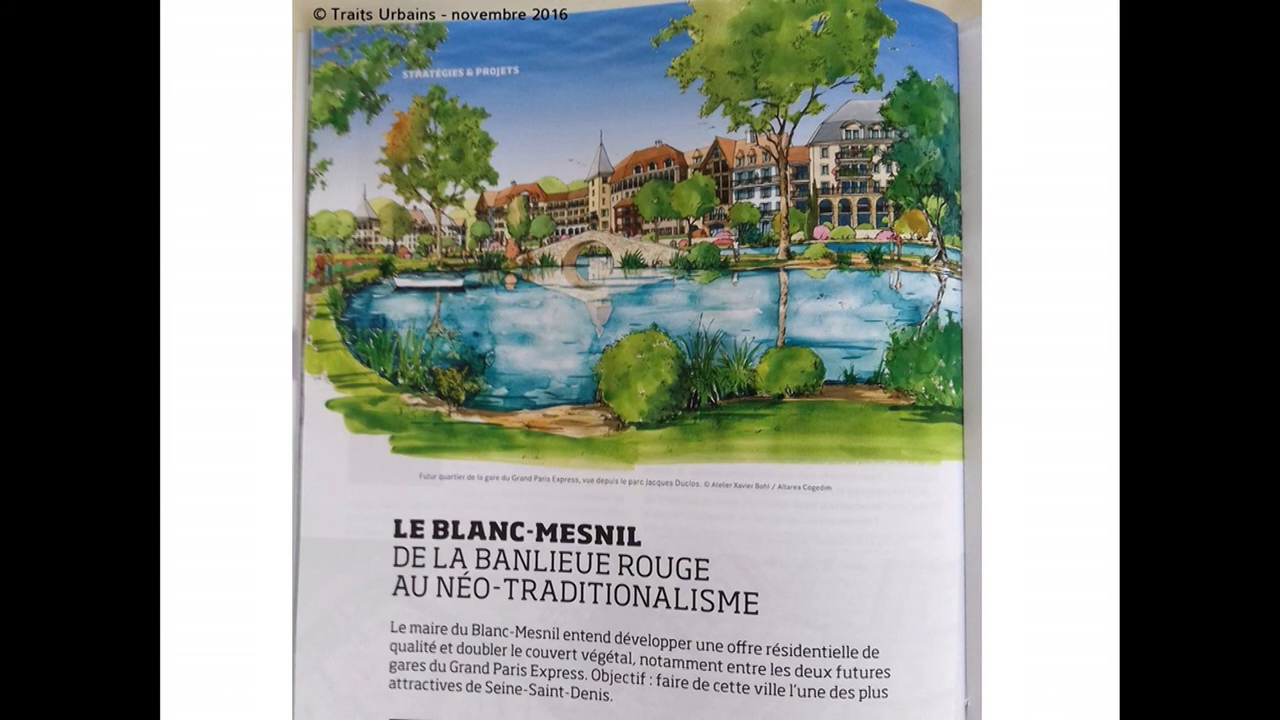 © Traits Urbains - novembre 2016
STRATÉGIES & PROJETS
Futur quartier de la gare du Grand Paris Express, vue depuis le parc Jacques Duclos. © Atelier Xavier Bohl / Altarea Cogedim
LE BLANC-MESNIL
DE LA BANLIEUE ROUGE
AU NÉO-TRADITIONALISME
Le maire du Blanc-Mesnil entend développer une offre résidentielle de
qualité et doubler le couvert végétal, notamment entre les deux futures
gares du Grand Paris Express. Objectif : faire de cette ville l'une des plus
attractives de Seine-Saint-Denis.